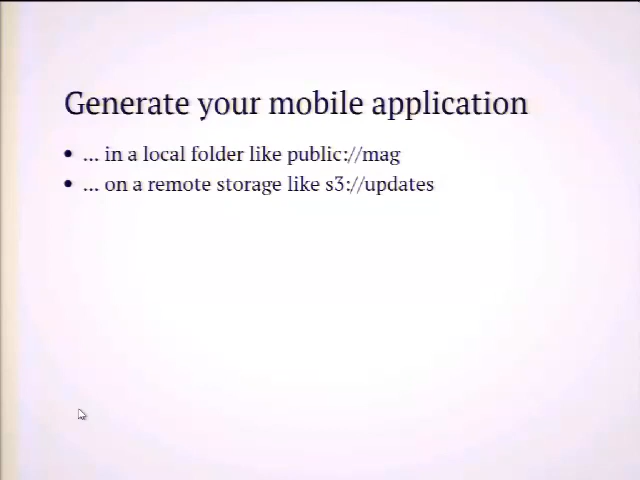 Generate your mobile application
• ... in a local folder like public://mag
• ... on a remote storage like s3://updates